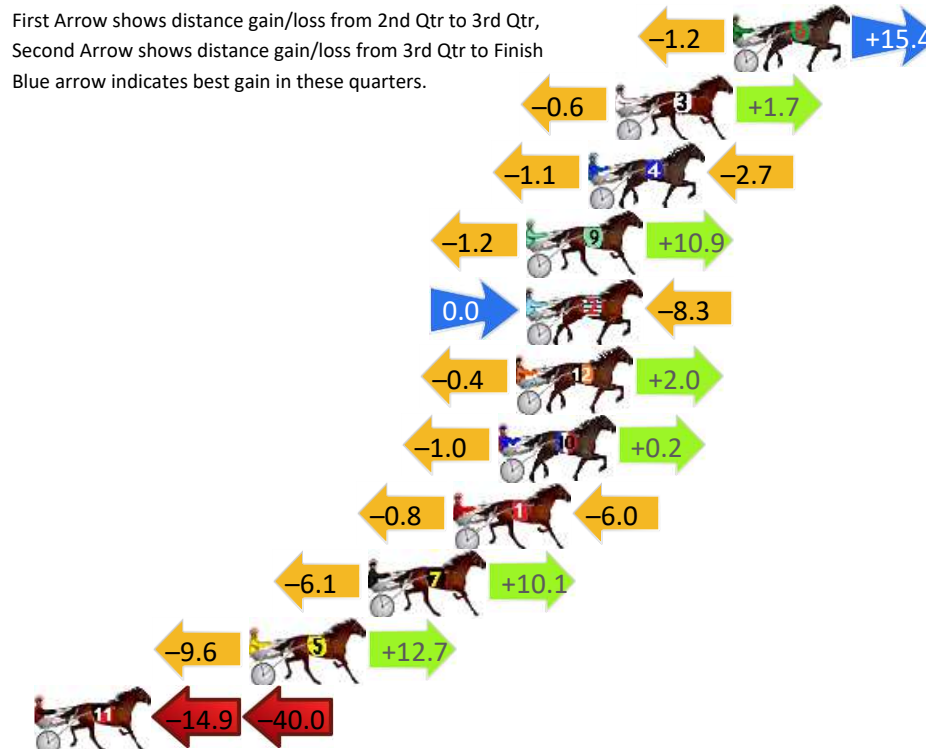 First Arrow shows distance gain/loss from 2nd Qtr to 3rd Qtr,
Second Arrow shows distance gain/loss from 3rd Qtr to Finish
Blue arrow indicates best gain in these quarters.
–1.2 6 +15.4
–0.6 3 +1.7
–1.1 4 –2.7
–1.2 9 +10.9
0.0 2 –8.3
–0.4 12 +2.0
–1.0 10 +0.2
–0.8 1 –6.0
–6.1 7 +10.1
–9.6 5 +12.7
11 –14.9 –40.0